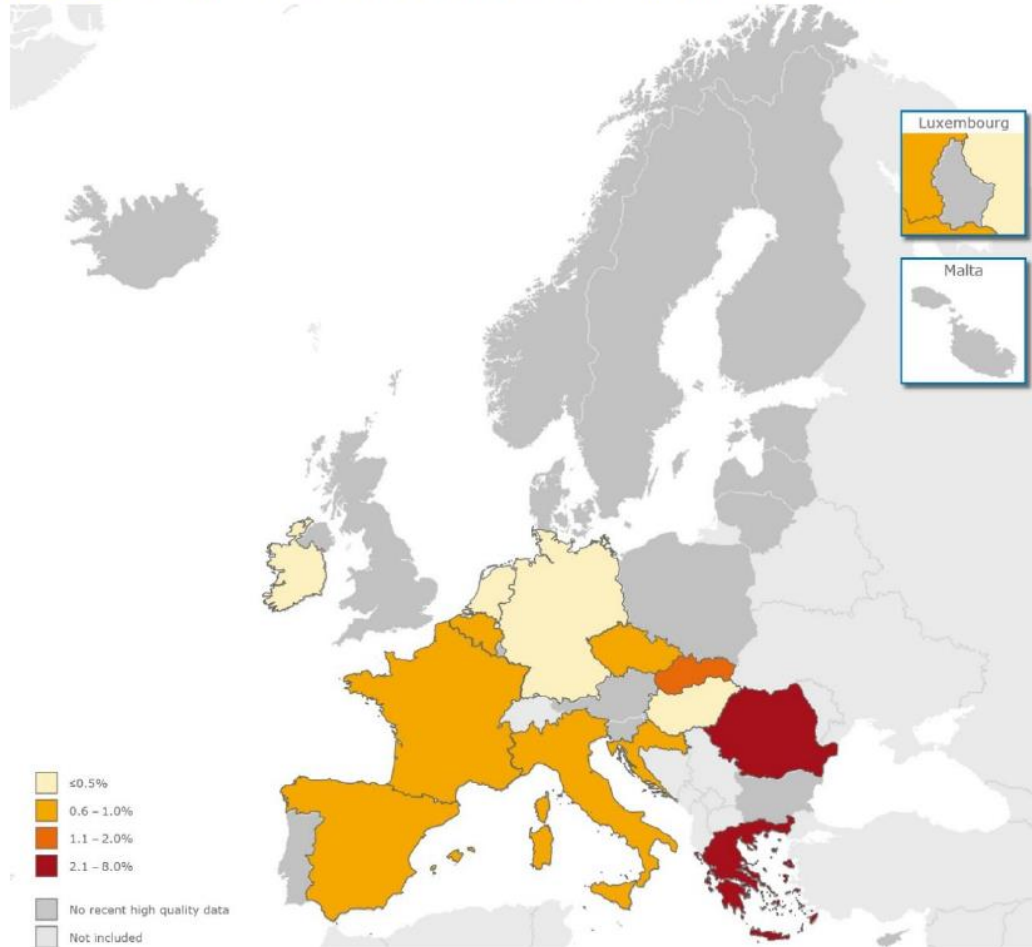 Luxembourg
Malta
≤0.5%
0.6 – 1.0%
1.1 – 2.0%
2.1 – 8.0%
No recent high quality data
Not included